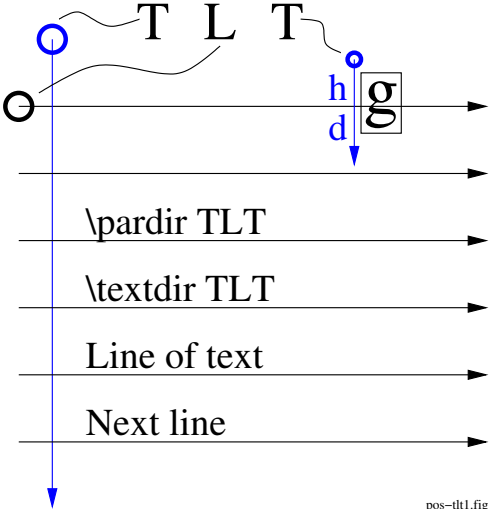 T L T
h g
d
\pardir TLT
\textdir TLT
Line of text
Next line
pos−tlt1.fig